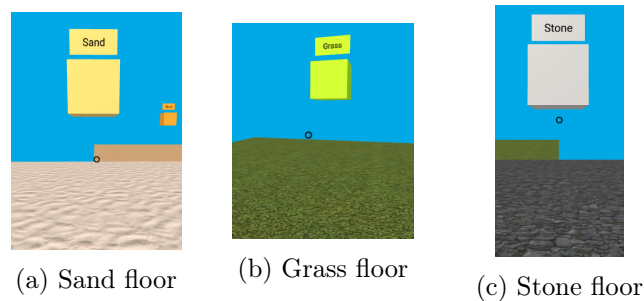 Sand
Grass
Stone
(a) Sand floor
(b) Grass floor
(c) Stone floor